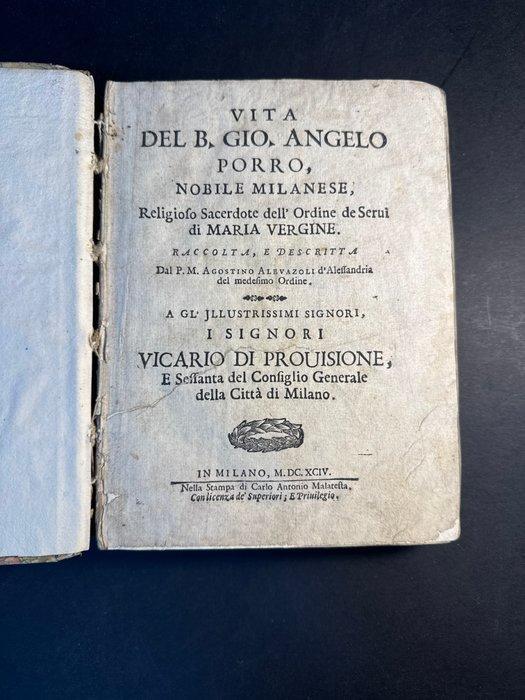 VITA
DEL B. GIO. ANGELO
PORRO,
NOBILE MILANESE,
Religioſo Sacerdote dell' Ordine de Serui
di MARIA VERGINE.
RACCOLTA, E DESCRITTA
Dal P. M. AGOSTINO ALEVAZOLI d'Aleſſandria
del medeſimo Ordine.
A GL' JLLUSTRISSIMI SIGNORI,
I SIGNORI
VICARIO DI PROUISIONE,
E Seſſanta del Conſiglio Generale
della Città di Milano.
IN MILANO, M.DC.XCIV.
Nella Stampa di Carlo Antonio Malateſta.
Con licenza de' Superiori; E Priuilegio.